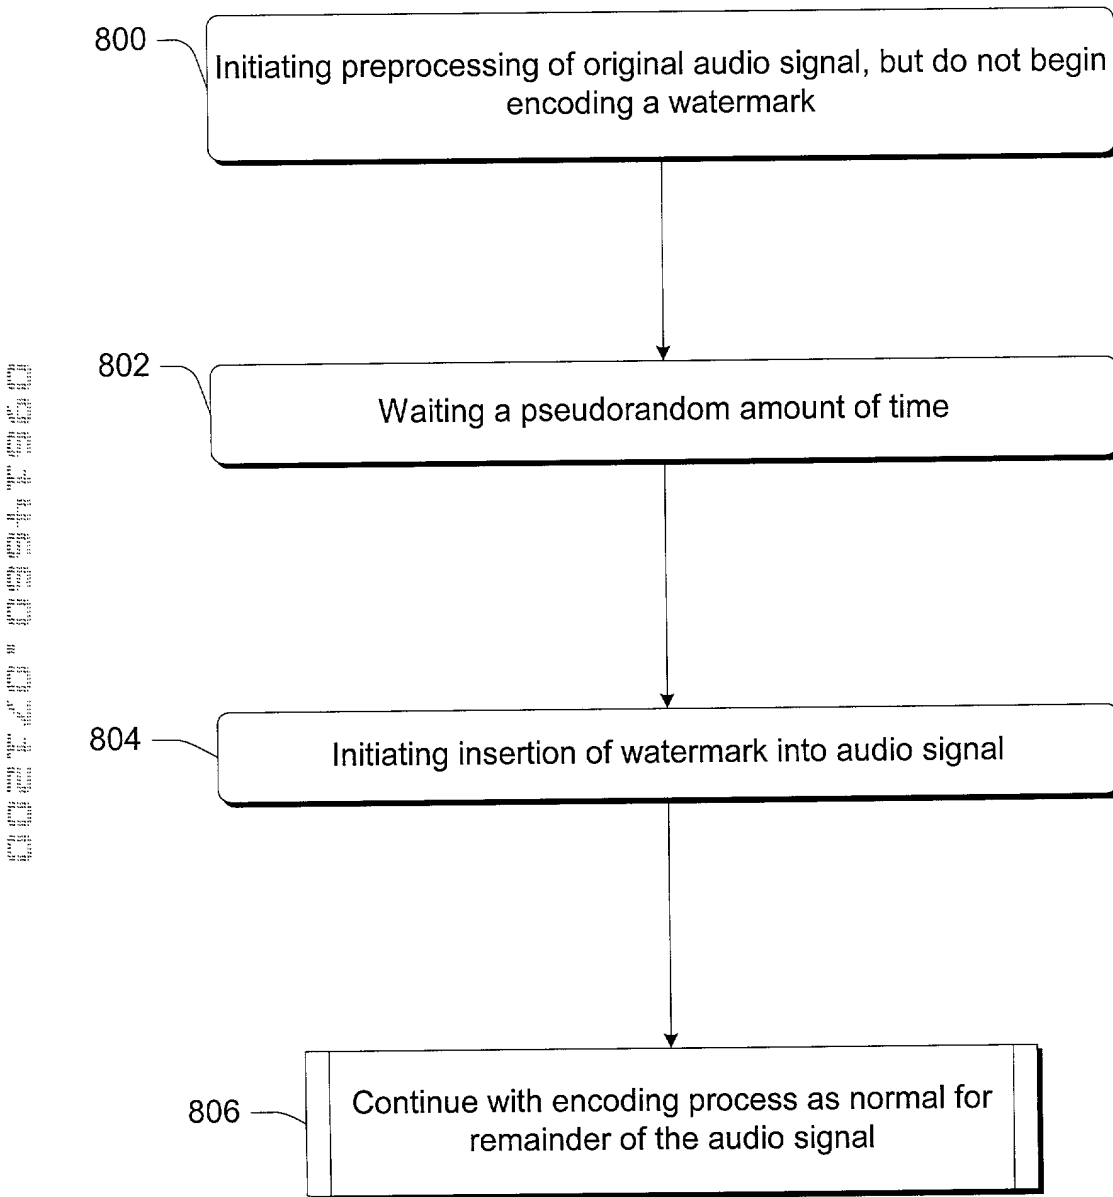 800
Initiating preprocessing of original audio signal, but do not begin
encoding a watermark
802
Waiting a pseudorandom amount of time
804
Initiating insertion of watermark into audio signal
806
Continue with encoding process as normal for
remainder of the audio signal